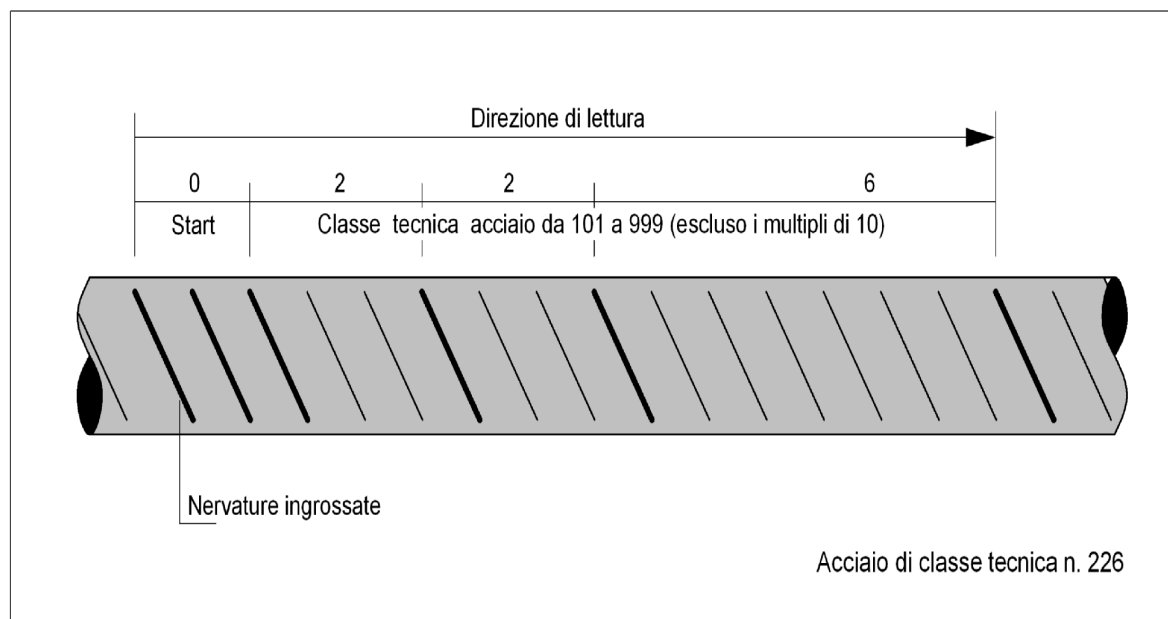 Direzione di lettura
0 2 2 6
Start Classe tecnica acciaio da 101 a 999 (escluso i multipli di 10)
Nervature ingrossate
Acciaio di classe tecnica n. 226